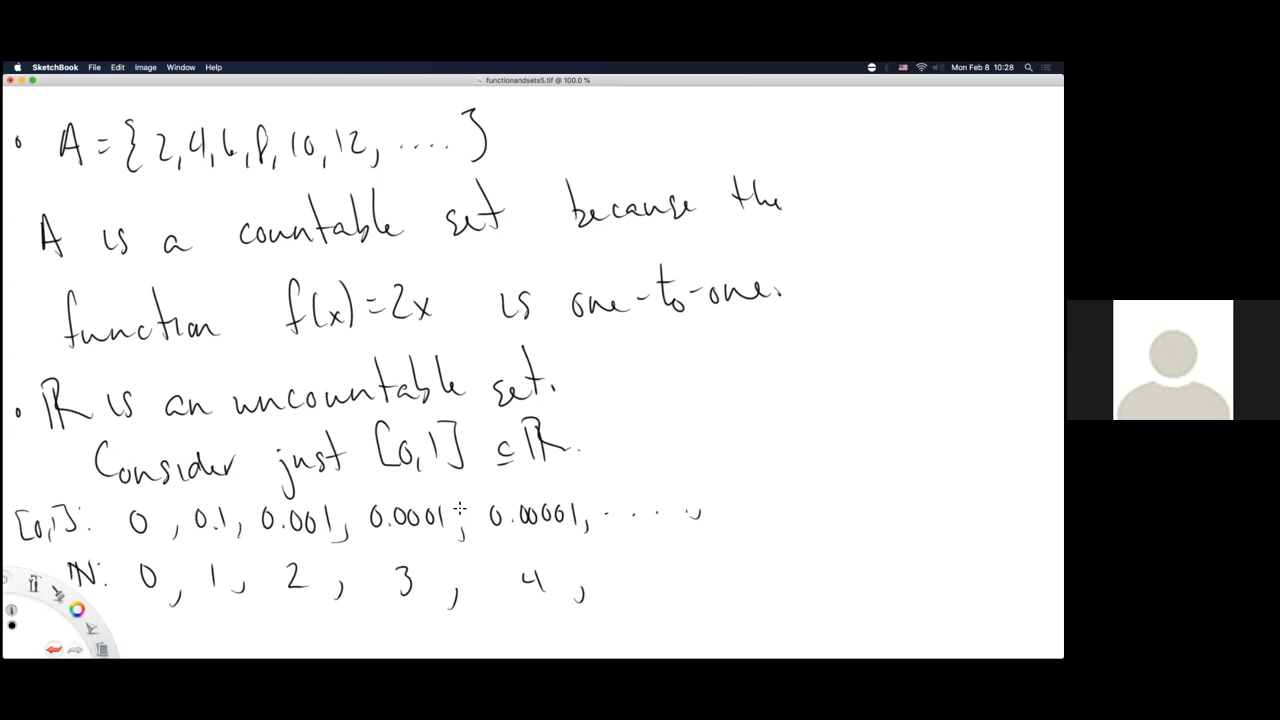 SketchBook File Edit Image Window Help Mon Feb 8 10:28
functionandsets5.tif @ 100.0 %
• A = {2, 4, 6, 8, 10, 12, ....}
A is a countable set because the
function f(x)=2x is one-to-one.
• ℝ is an uncountable set.
Consider just [0,1] ⊆ ℝ.
[0,1]: 0, 0.1, 0.001, 0.0001, 0.00001, ....,
ℕ: 0, 1, 2, 3, 4,